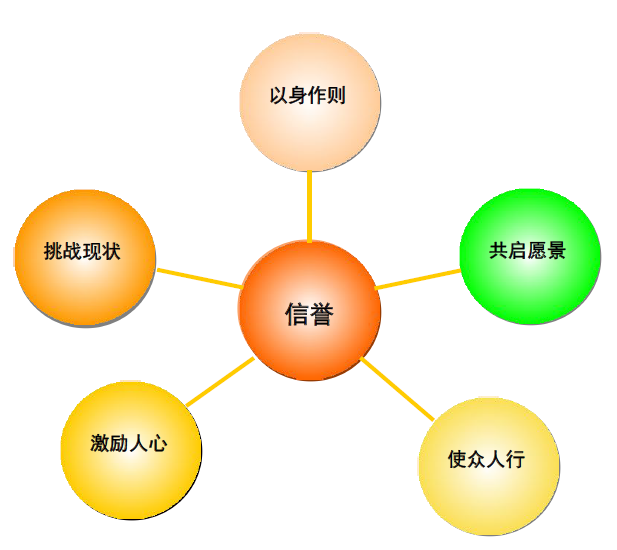 以身作则
挑战现状
共启愿景
信誉
激励人心
使众人行